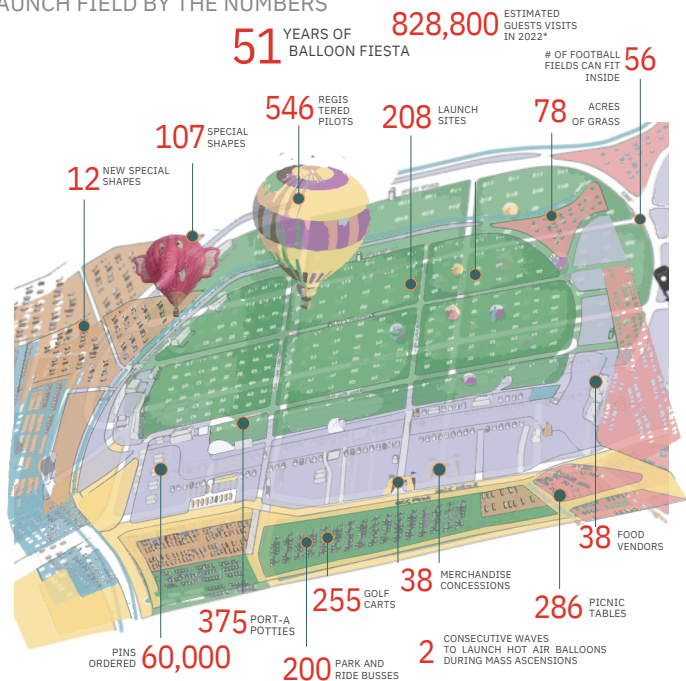 LAUNCH FIELD BY THE NUMBERS
51 YEARS OF
BALLOON FIESTA
828,800 ESTIMATED
GUESTS VISITS
IN 2022*
# OF FOOTBALL
FIELDS CAN FIT
INSIDE
56
546 REGIS
TERED
PILOTS
208 LAUNCH
SITES
78 ACRES
OF GRASS
107 SPECIAL
SHAPES
12 NEW SPECIAL
SHAPES
38 FOOD
VENDORS
38 MERCHANDISE
CONCESSIONS
255 GOLF
CARTS
286 PICNIC
TABLES
375 PORT-A
POTTIES
PINS
ORDERED
60,000
200 PARK AND
RIDE BUSSES
2 CONSECUTIVE WAVES
TO LAUNCH HOT AIR BALLOONS
DURING MASS ASCENSIONS